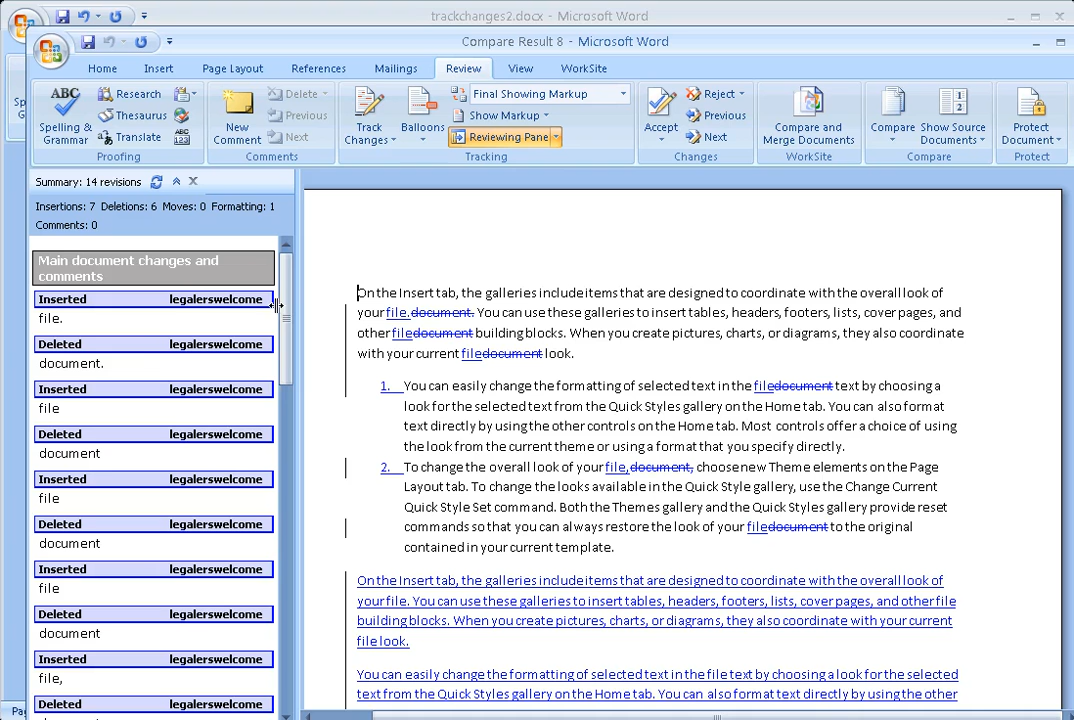 trackchanges2.docx - Microsoft Word
Compare Result 8 - Microsoft Word
Home Insert Page Layout References Mailings Review View WorkSite
Sp
G
ABC
Spelling & Grammar
Research
Thesaurus
Translate
ABC
123
Proofing
New Comment
Delete
Previous
Next
Comments
Track Changes
Balloons
Final Showing Markup
Show Markup
Reviewing Pane
Tracking
Accept
Reject
Previous
Next
Changes
Compare and Merge Documents
WorkSite
Compare
1
2
Show Source Documents
Compare
Protect Document
Protect
Summary: 14 revisions
Insertions: 7 Deletions: 6 Moves: 0 Formatting: 1
Comments: 0
Main document changes and
comments
Inserted legalerswelcome
file.
Deleted legalerswelcome
document.
Inserted legalerswelcome
file
Deleted legalerswelcome
document
Inserted legalerswelcome
file
Deleted legalerswelcome
document
Inserted legalerswelcome
file
Deleted legalerswelcome
document
Inserted legalerswelcome
file,
Deleted legalerswelcome
Pa
On the Insert tab, the galleries include items that are designed to coordinate with the overall look of
your file.document. You can use these galleries to insert tables, headers, footers, lists, cover pages, and
other filedocument building blocks. When you create pictures, charts, or diagrams, they also coordinate
with your current filedocument look.
1. You can easily change the formatting of selected text in the filedocument text by choosing a
look for the selected text from the Quick Styles gallery on the Home tab. You can also format
text directly by using the other controls on the Home tab. Most controls offer a choice of using
the look from the current theme or using a format that you specify directly.
2. To change the overall look of your file,document, choose new Theme elements on the Page
Layout tab. To change the looks available in the Quick Style gallery, use the Change Current
Quick Style Set command. Both the Themes gallery and the Quick Styles gallery provide reset
commands so that you can always restore the look of your filedocument to the original
contained in your current template.
On the Insert tab, the galleries include items that are designed to coordinate with the overall look of
your file. You can use these galleries to insert tables, headers, footers, lists, cover pages, and other file
building blocks. When you create pictures, charts, or diagrams, they also coordinate with your current
file look.
You can easily change the formatting of selected text in the file text by choosing a look for the selected
text from the Quick Styles gallery on the Home tab. You can also format text directly by using the other